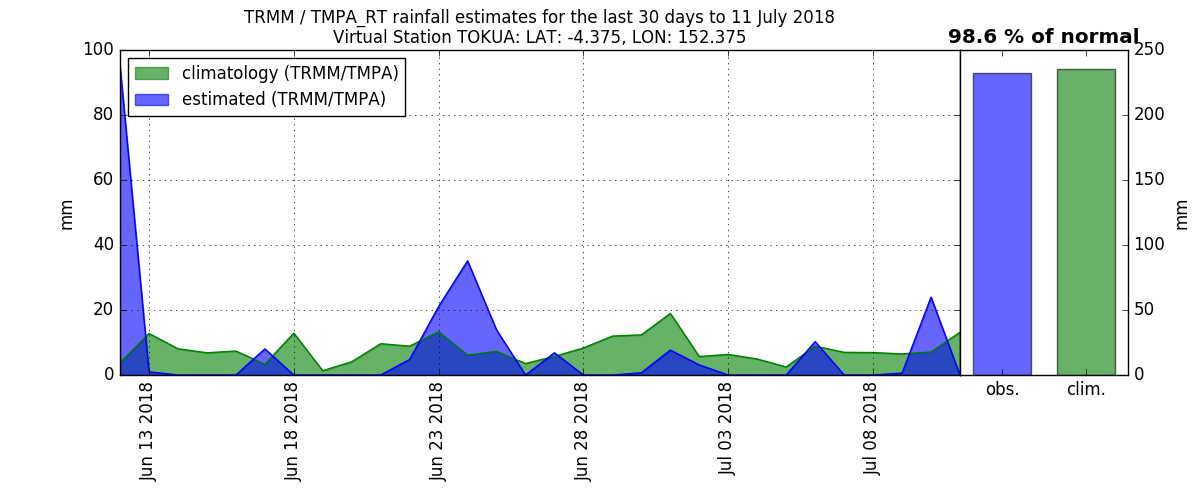 TRMM / TMPA_RT rainfall estimates for the last 30 days to 11 July 2018
Virtual Station TOKUA: LAT: -4.375, LON: 152.375
98.6 % of normal
climatology (TRMM/TMPA)
estimated (TRMM/TMPA)
100
80
60
40
20
0
mm
250
200
150
100
50
0
mm
Jun 13 2018
Jun 18 2018
Jun 23 2018
Jun 28 2018
Jul 03 2018
Jul 08 2018
obs.
clim.